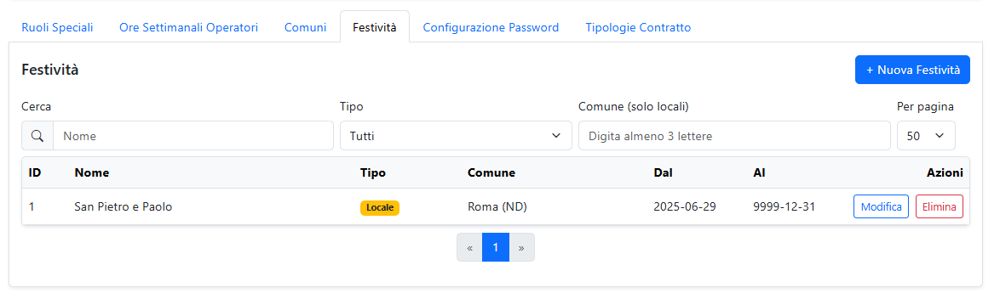 Ruoli Speciali Ore Settimanali Operatori Comuni Festività Configurazione Password Tipologie Contratto
Festività + Nuova Festività
Cerca Tipo Comune (solo locali) Per pagina
Nome Tutti Digita almeno 3 lettere 50
ID Nome Tipo Comune Dal Al Azioni
1 San Pietro e Paolo Locale Roma (ND) 2025-06-29 9999-12-31 Modifica Elimina
« 1 »